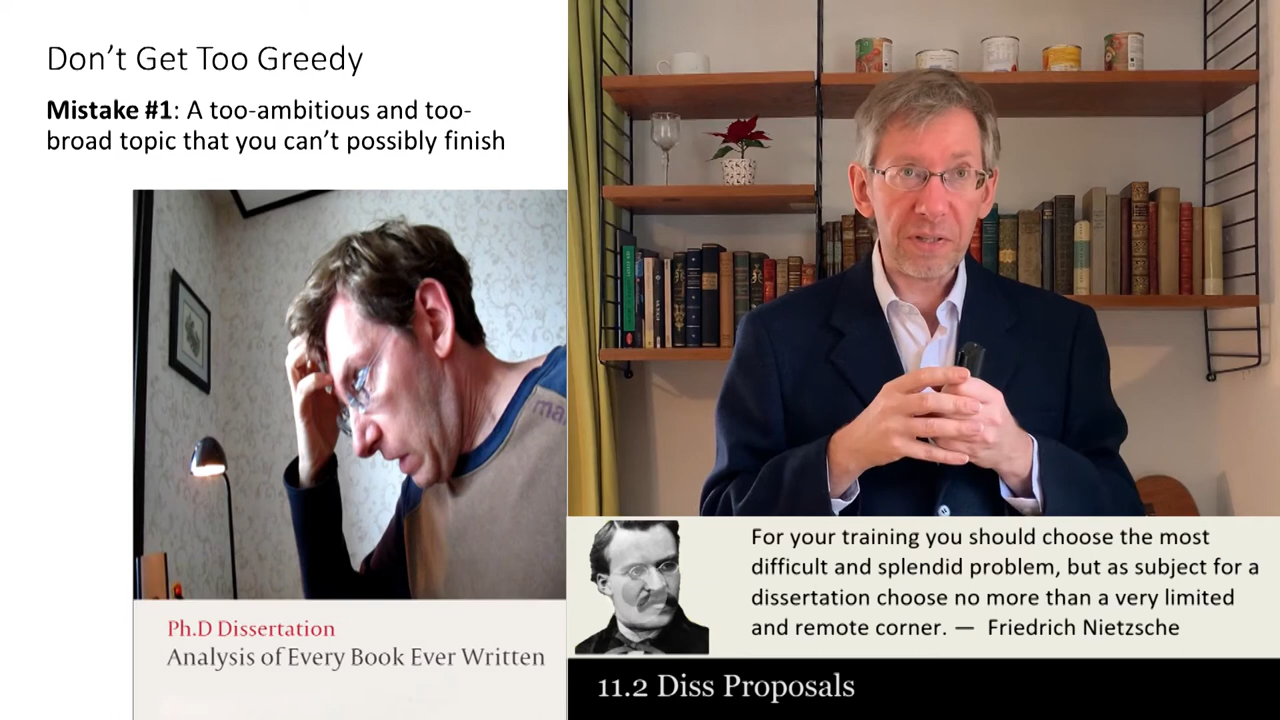 Don't Get Too Greedy
Mistake #1: A too-ambitious and too-
broad topic that you can't possibly finish
Ph.D Dissertation
Analysis of Every Book Ever Written
For your training you should choose the most
difficult and splendid problem, but as subject for a
dissertation choose no more than a very limited
and remote corner. — Friedrich Nietzsche
11.2 Diss Proposals